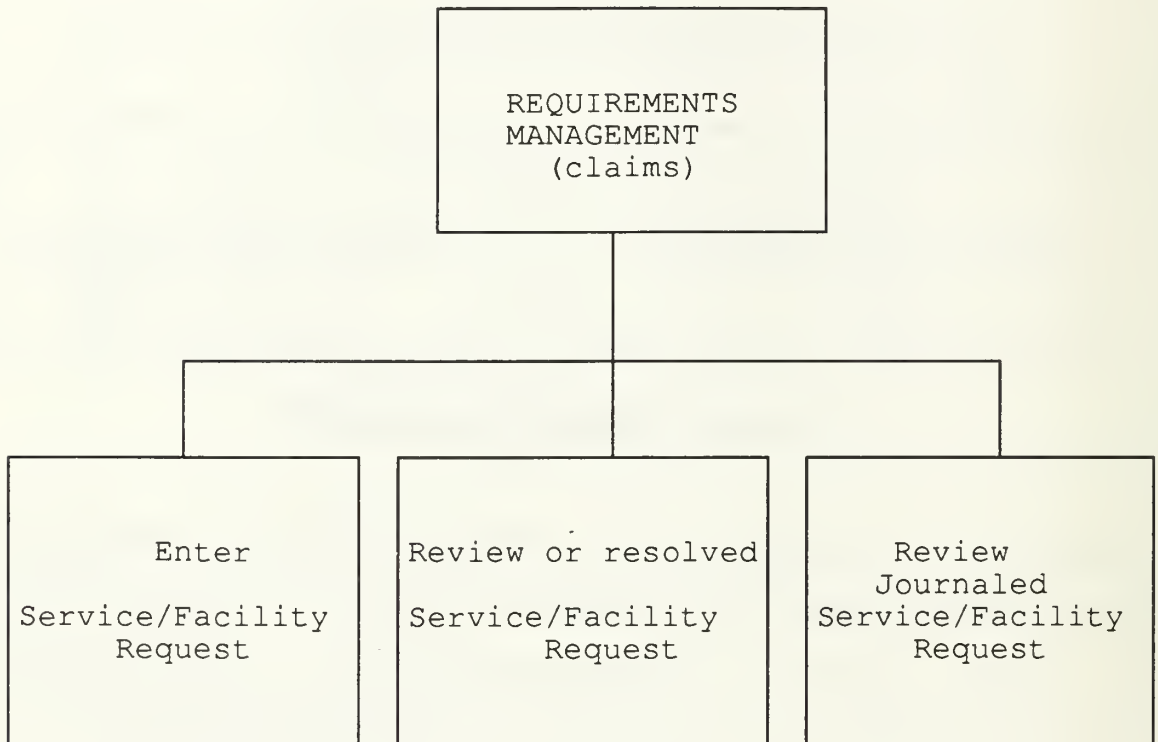 REQUIREMENTS
MANAGEMENT
(claims)
Enter
Service/Facility
Request
Review or resolved
Service/Facility
Request
Review
Journaled
Service/Facility
Request